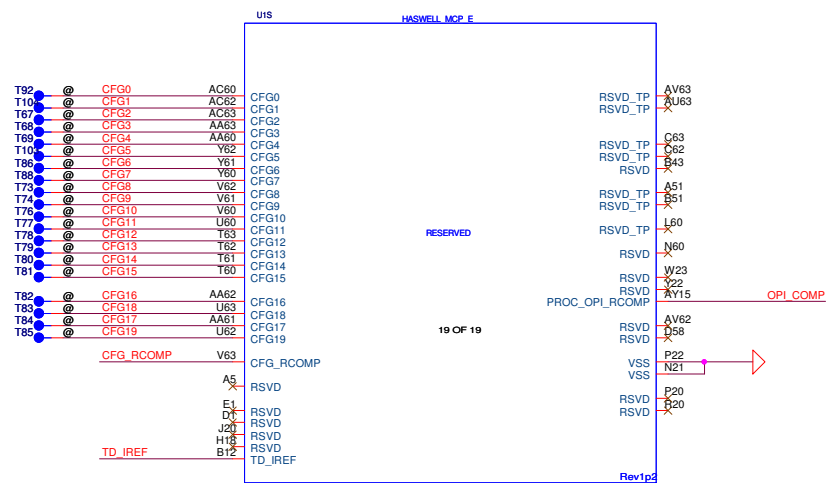 U1S
HASWELL_MCP_E
T92 @ CFG0 AC60 CFG0 RSVD_TP AV63
T104 @ CFG1 AC62 CFG1 RSVD_TP AU63
T67 @ CFG2 AC63 CFG2
T68 @ CFG3 AA63 CFG3
T69 @ CFG4 AA60 CFG4 RSVD_TP C63
T103 @ CFG5 Y62 CFG5 RSVD_TP C62
T86 @ CFG6 Y61 CFG6 RSVD B43
T88 @ CFG7 Y60 CFG7
T73 @ CFG8 V62 CFG8 RSVD_TP A51
T74 @ CFG9 V61 CFG9 RSVD_TP B51
T76 @ CFG10 V60 CFG10
T77 @ CFG11 U60 CFG11 RESERVED RSVD_TP L60
T78 @ CFG12 T63 CFG12
T79 @ CFG13 T62 CFG13 RSVD N60
T80 @ CFG14 T61 CFG14
T81 @ CFG15 T60 CFG15 RSVD W23
RSVD Y22
T82 @ CFG16 AA62 CFG16 PROC_OPI_RCOMP AY15 OPI_COMP
T83 @ CFG18 U63 CFG18
T84 @ CFG17 AA61 CFG17 RSVD AV62
T85 @ CFG19 U62 CFG19 19 OF 19 RSVD D58
CFG_RCOMP V63 CFG_RCOMP VSS P22
VSS N21
A5 RSVD
RSVD P20
E1 RSVD RSVD R20
D1 RSVD
J20 RSVD
H18 RSVD
TD_IREF B12 TD_IREF
Rev1p2